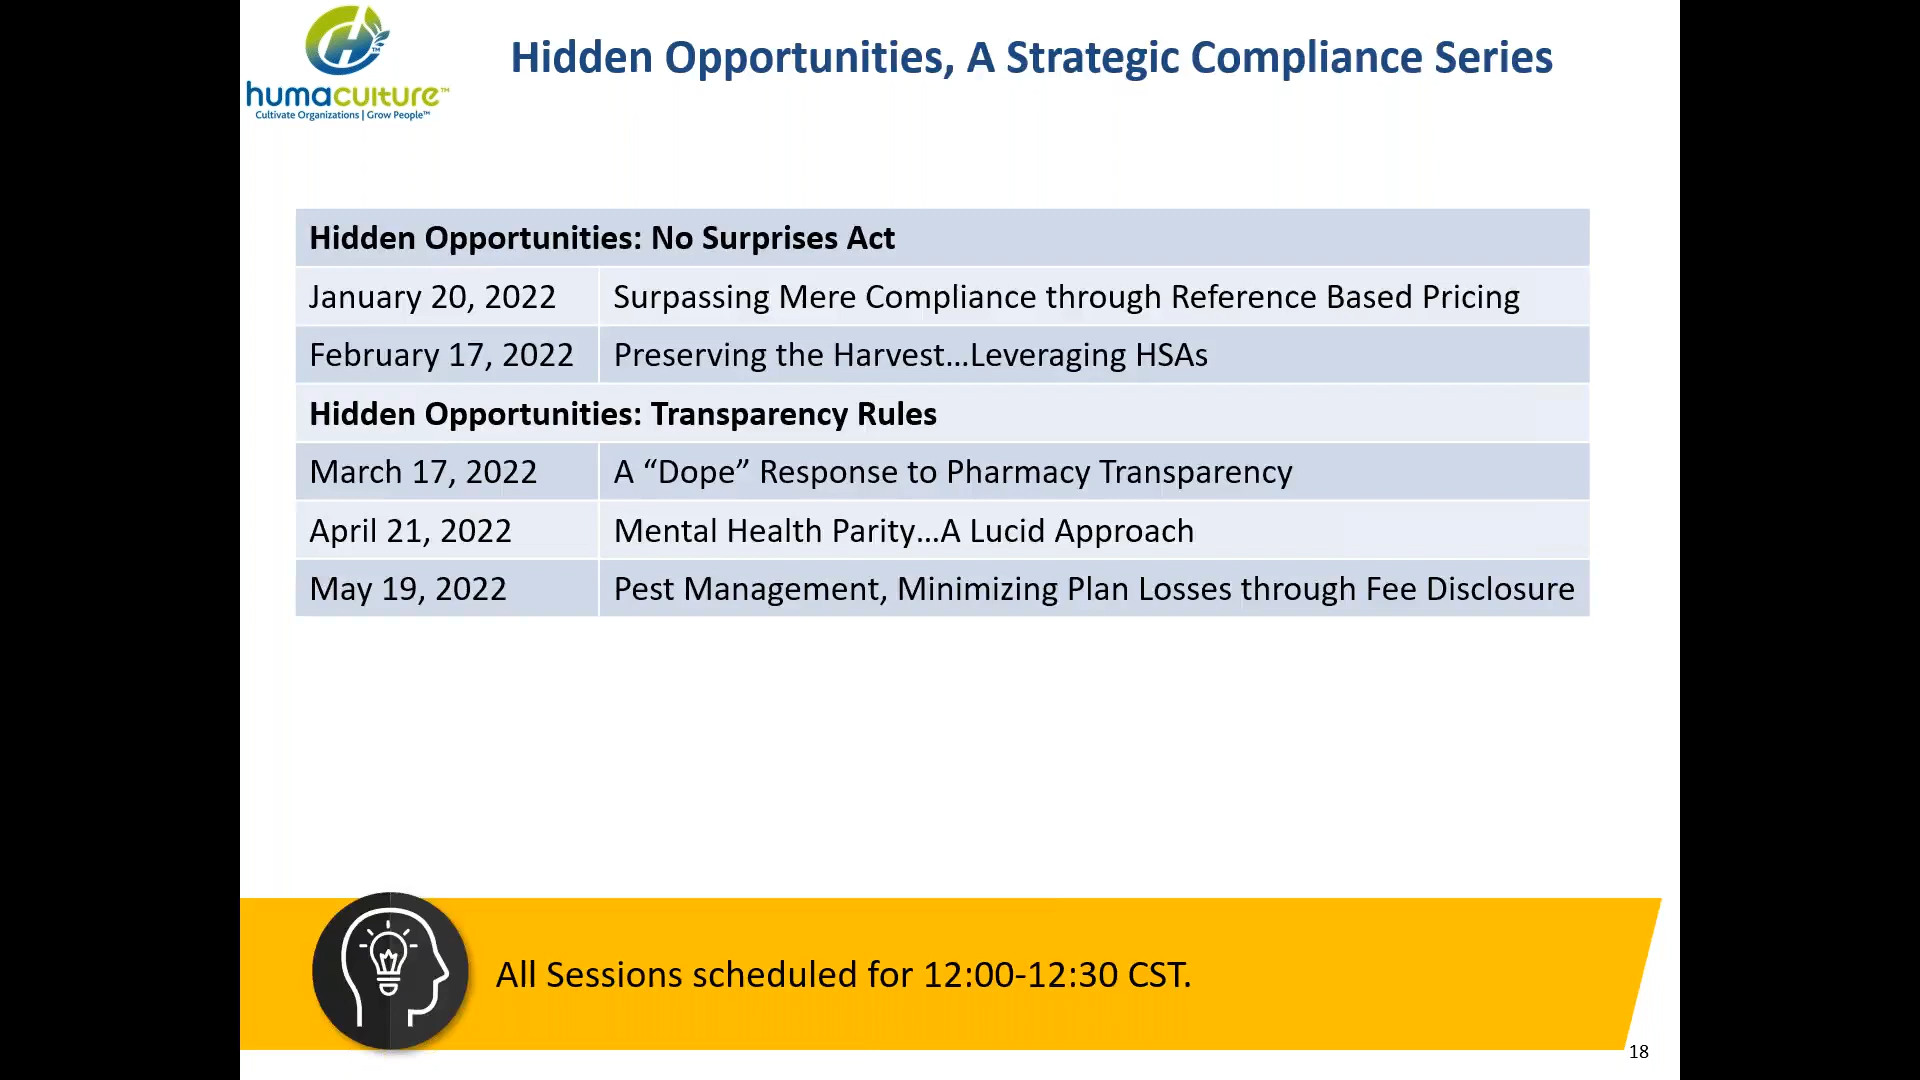 Hidden Opportunities, A Strategic Compliance Series
humaculture™
Cultivate Organizations | Grow People™
Hidden Opportunities: No Surprises Act
January 20, 2022 Surpassing Mere Compliance through Reference Based Pricing
February 17, 2022 Preserving the Harvest…Leveraging HSAs
Hidden Opportunities: Transparency Rules
March 17, 2022 A “Dope” Response to Pharmacy Transparency
April 21, 2022 Mental Health Parity…A Lucid Approach
May 19, 2022 Pest Management, Minimizing Plan Losses through Fee Disclosure
All Sessions scheduled for 12:00-12:30 CST.
18